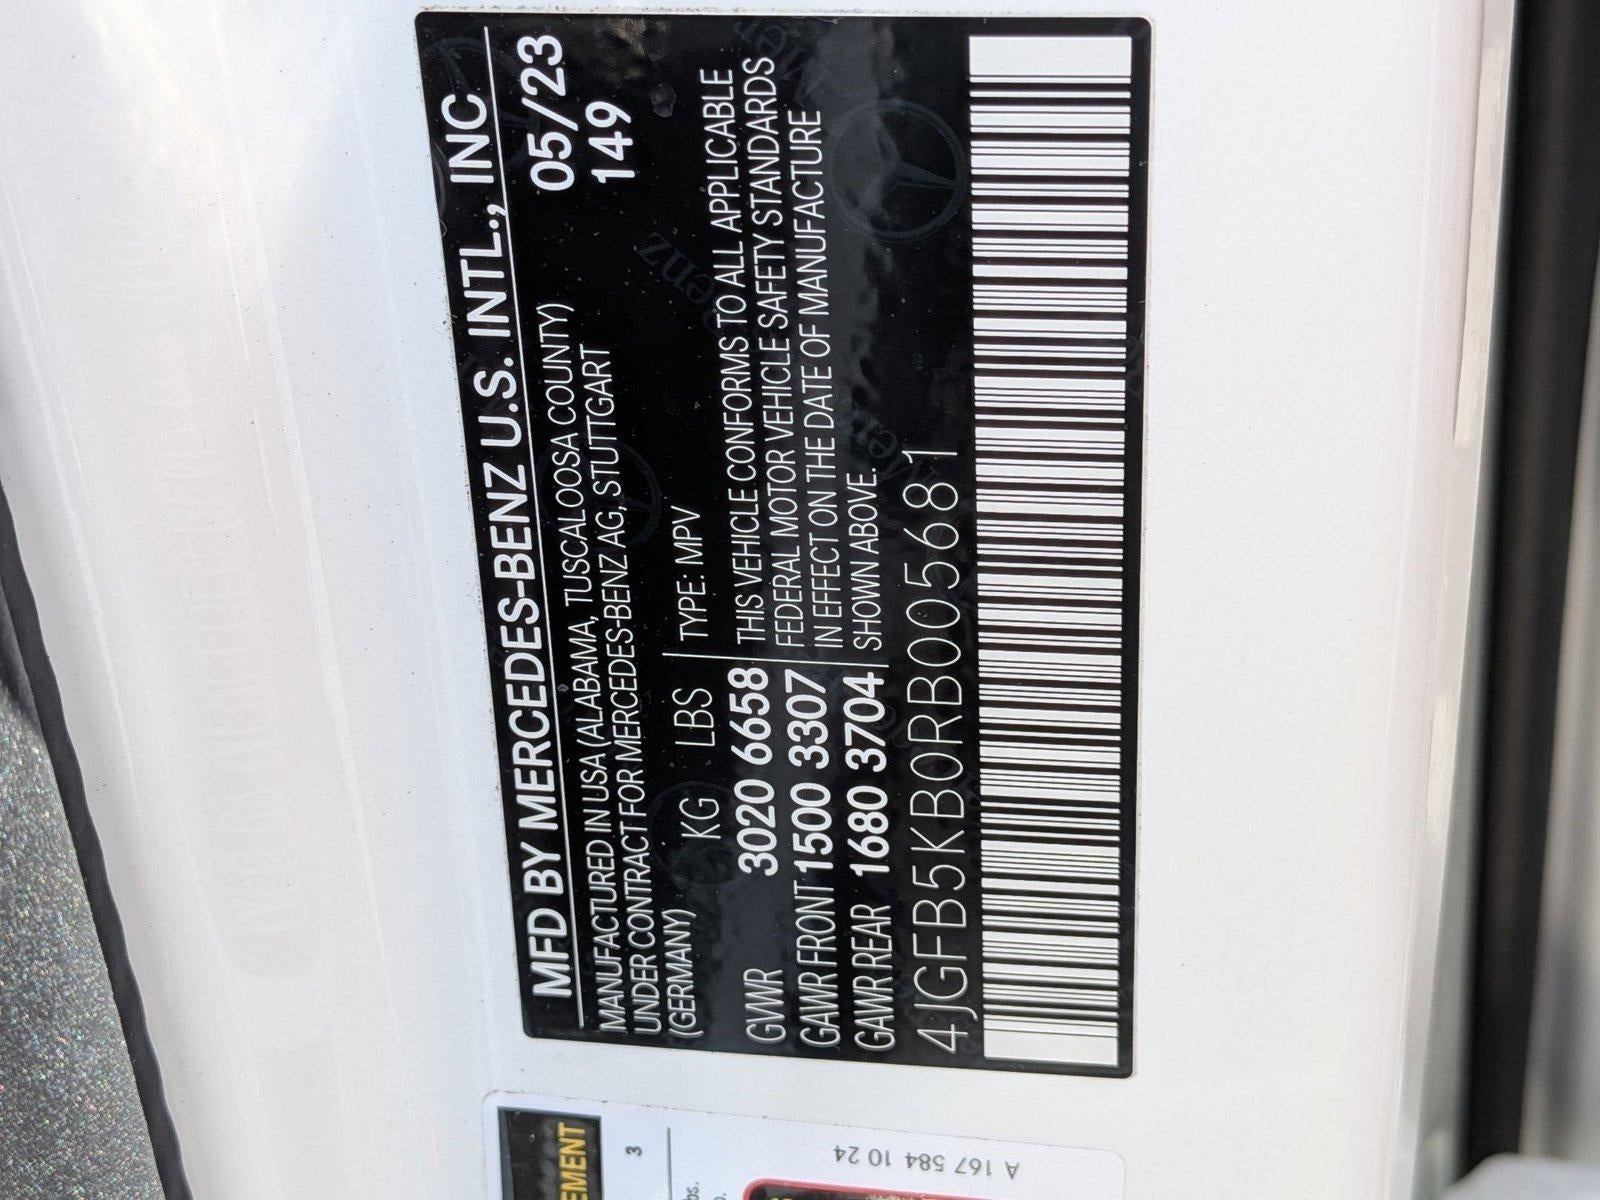 MFD BY MERCEDES-BENZ U.S. INTL., INC
MANUFACTURED IN USA (ALABAMA, TUSCALOOSA COUNTY) 05/23
UNDER CONTRACT FOR MERCEDES-BENZ AG, STUTTGART 149
(GERMANY)
KG LBS TYPE: MPV
GVWR 3020 6658 THIS VEHICLE CONFORMS TO ALL APPLICABLE
FEDERAL MOTOR VEHICLE SAFETY STANDARDS
GAWR FRONT 1500 3307 IN EFFECT ON THE DATE OF MANUFACTURE
GAWR REAR 1680 3704 SHOWN ABOVE.
4JGFB5KB0RB005681
EMENT
3
A 167 584 10 24